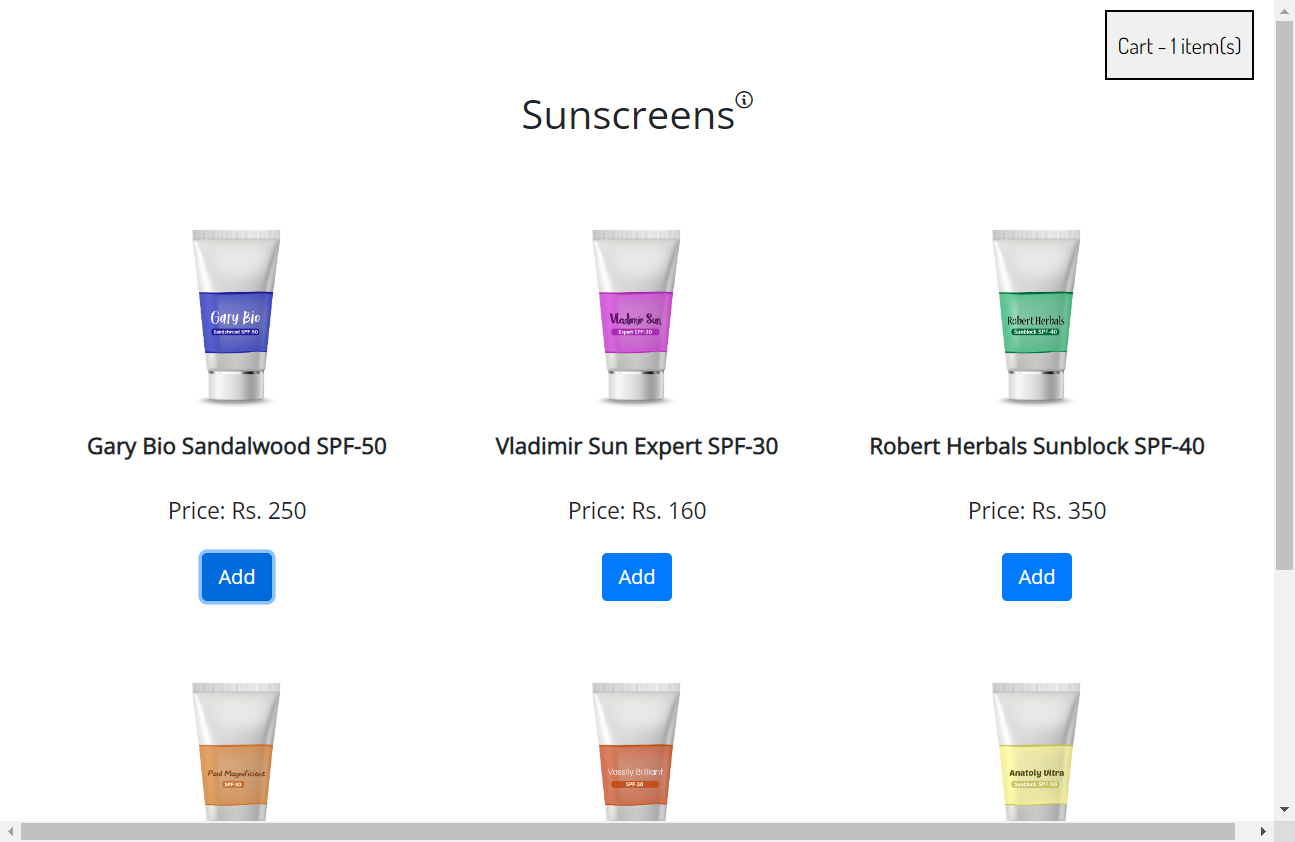 Cart - 1 item(s)
Sunscreens
Gary Bio
Sandalwood SPF-50
Vladimir Sun
Expert SPF-30
Robert Herbals
Sunblock SPF-40
Gary Bio Sandalwood SPF-50
Vladimir Sun Expert SPF-30
Robert Herbals Sunblock SPF-40
Price: Rs. 250
Price: Rs. 160
Price: Rs. 350
Add
Add
Add
Paul Magnificient
Vassily Brilliant
SPF-30
Anatoly Ultra
Sunblock SPF-50